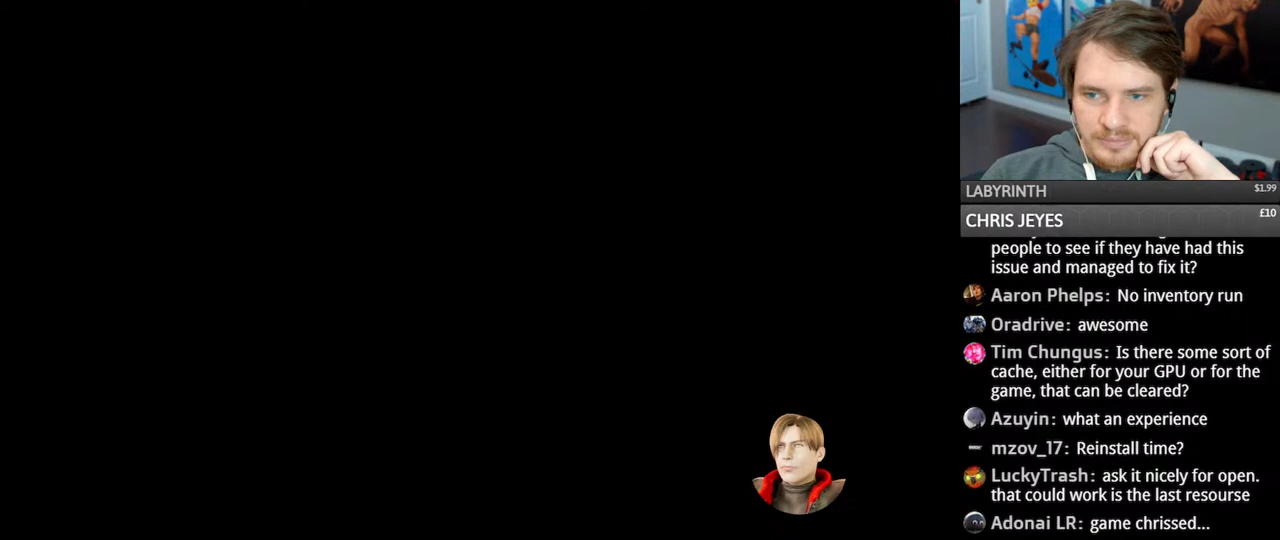 LABYRINTH $1.99
CHRIS JEYES £10
people to see if they have had this
issue and managed to fix it?
Aaron Phelps: No inventory run
Oradrive: awesome
Tim Chungus: Is there some sort of
cache, either for your GPU or for the
game, that can be cleared?
Azuyin: what an experience
mzov_17: Reinstall time?
LuckyTrash: ask it nicely for open.
that could work is the last resourse
Adonai LR: game chrissed...